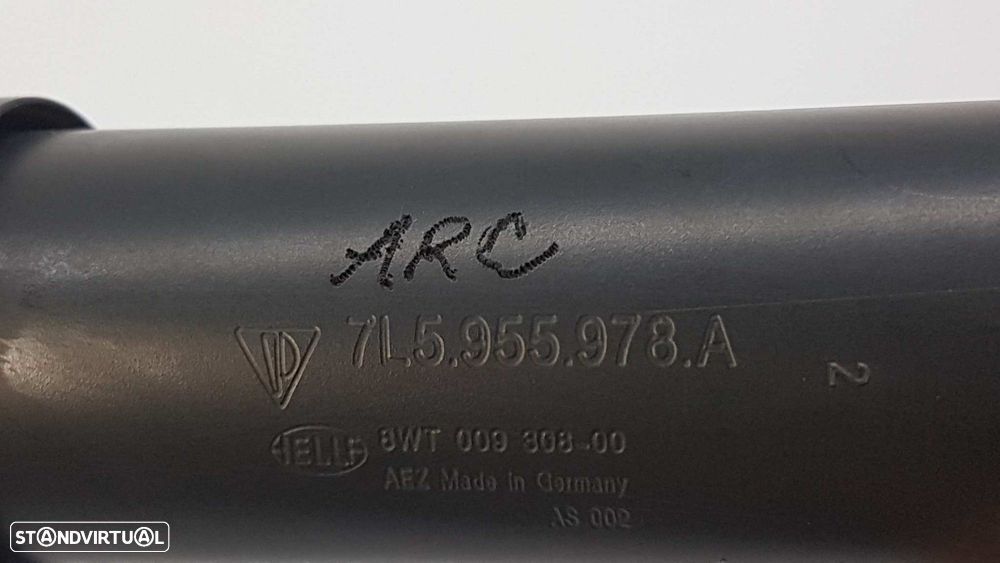 ARC
7L5.955.978.A
2
HELLA 8WT 009 308-00
AEZ Made in Germany
AS 002
STANDVIRTUAL